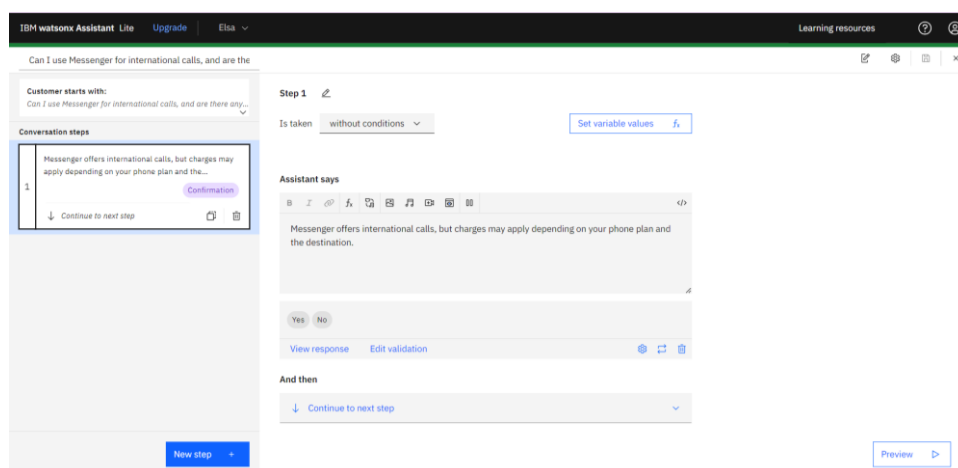 IBM watsonx Assistant Lite Upgrade Elsa Learning resources
Can I use Messenger for international calls, and are the
Customer starts with:
Can I use Messenger for international calls, and are there any...
Conversation steps
1
Messenger offers international calls, but charges may
apply depending on your phone plan and the...
Confirmation
Continue to next step
New step +
Step 1
Is taken without conditions
Set variable values fx
Assistant says
B I fx </>
Messenger offers international calls, but charges may apply depending on your phone plan and
the destination.
Yes No
View response Edit validation
And then
Continue to next step
Preview